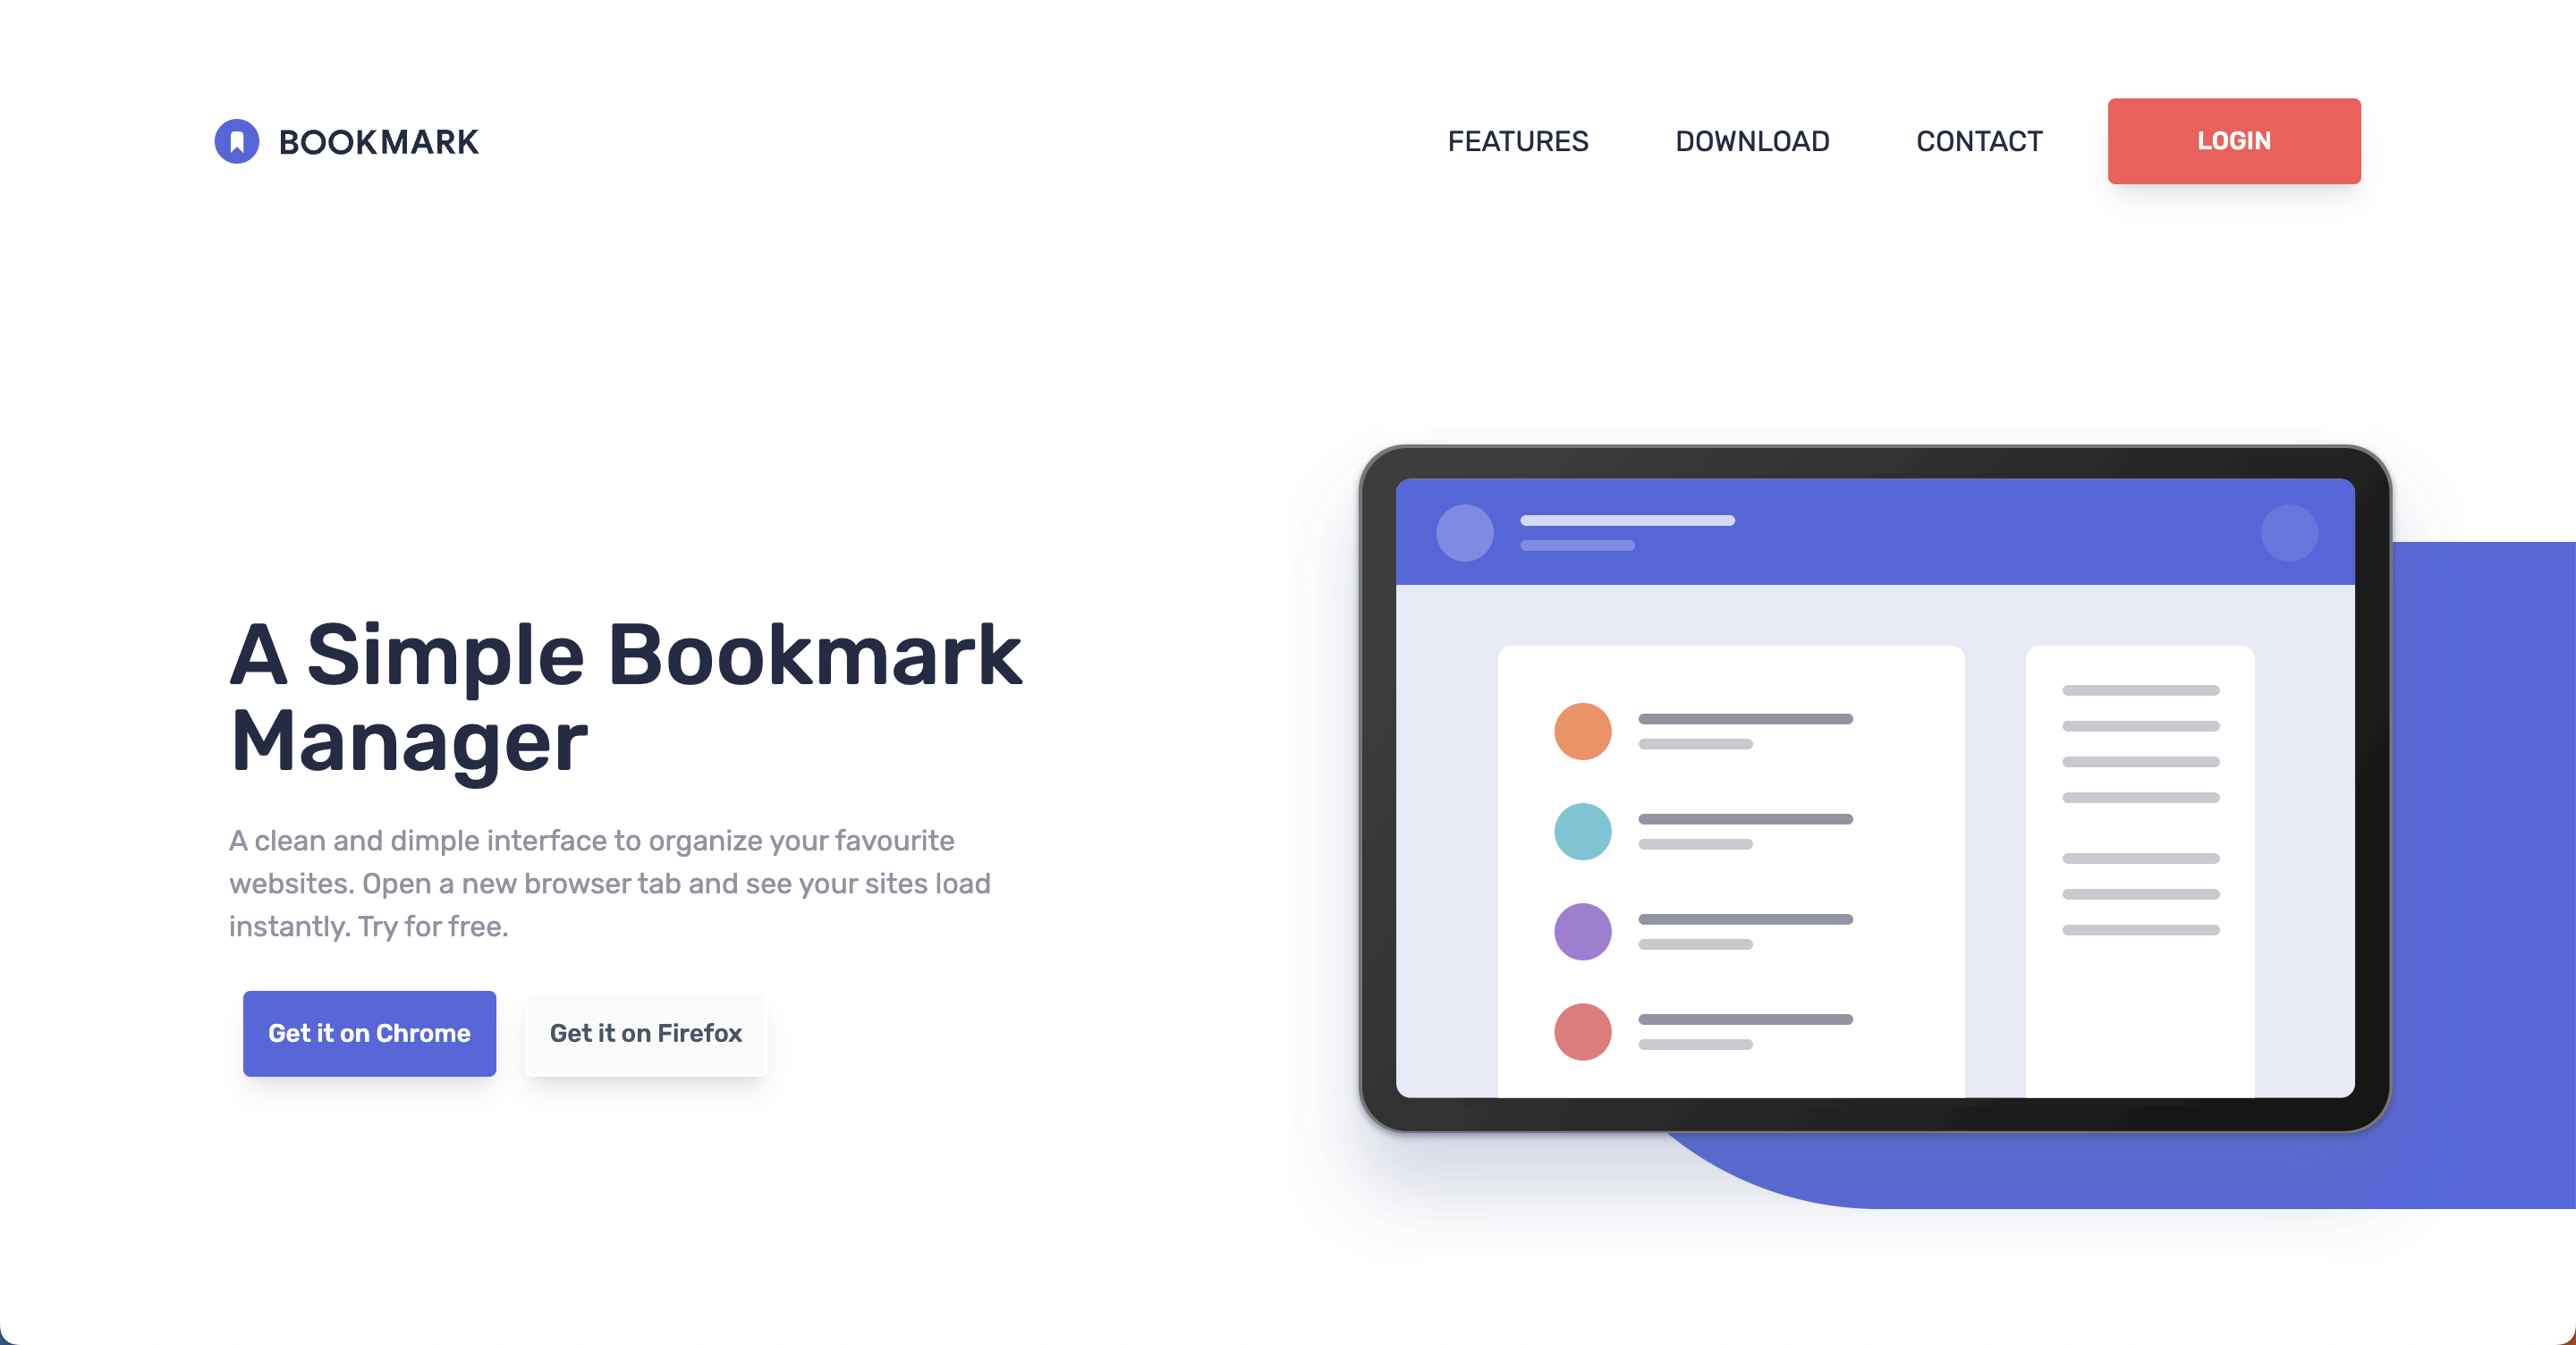 BOOKMARK
FEATURES DOWNLOAD CONTACT LOGIN
A Simple Bookmark
Manager
A clean and dimple interface to organize your favourite
websites. Open a new browser tab and see your sites load
instantly. Try for free.
Get it on Chrome Get it on Firefox